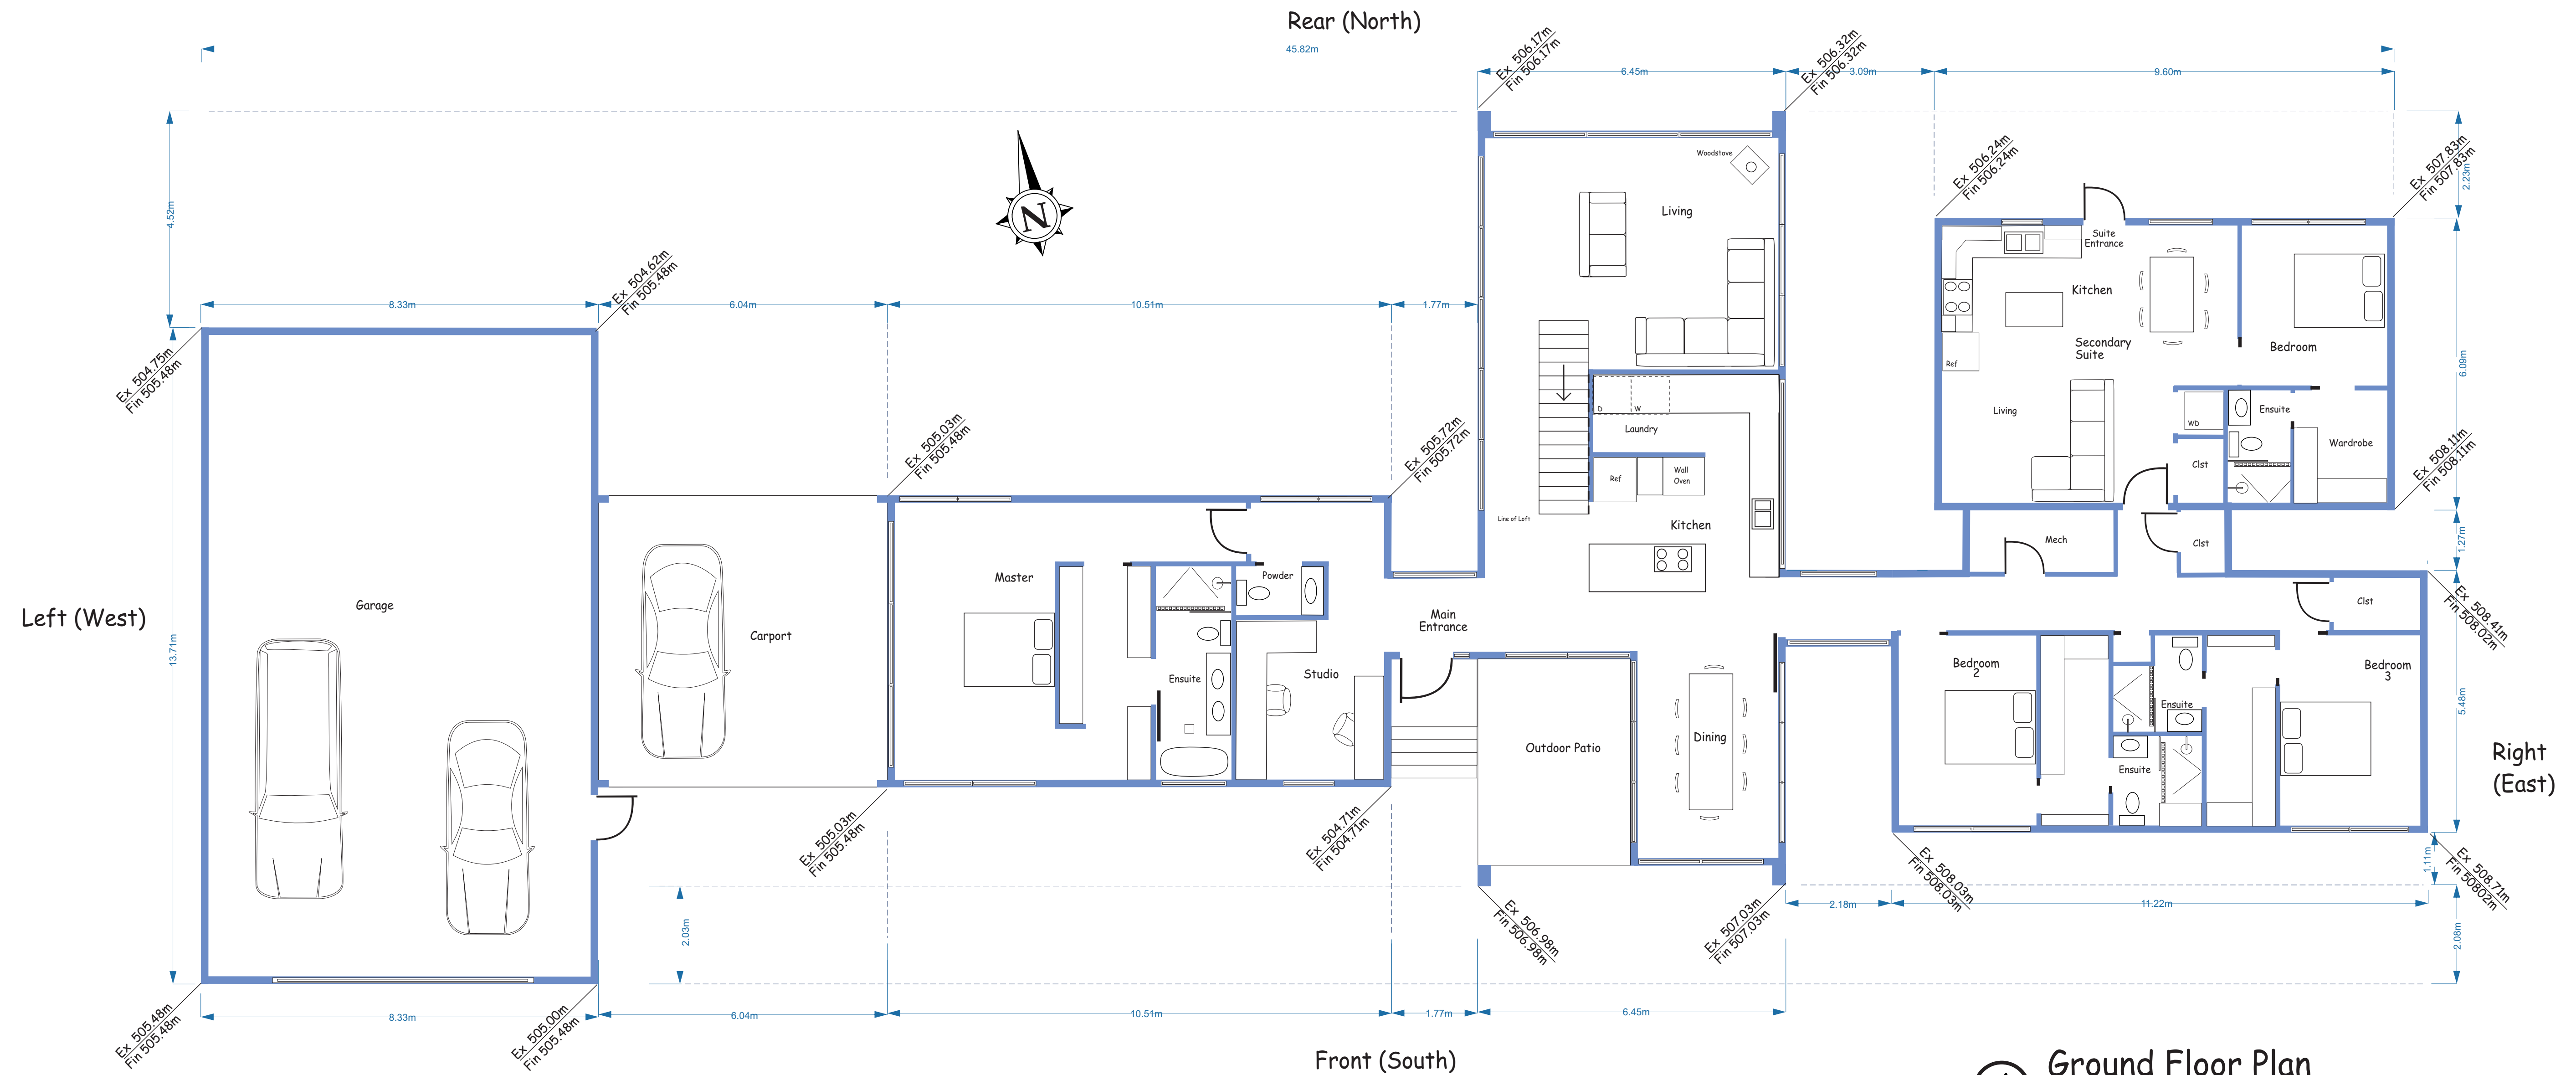 Rear (North)
45.82m
Ex 506.17m
Fin 506.17m
6.45m
Ex 506.32m
Fin 506.32m
3.09m
9.60m
4.52m
N
Ex 504.62m
Fin 505.48m
8.33m
6.04m
10.51m
1.77m
Woodstove
Living
Ex 506.24m
Fin 506.24m
Ex 507.83m
Fin 507.83m
2.23m
Suite
Entrance
Kitchen
Secondary
Suite
Ref
Bedroom
6.09m
Ex 504.75m
Fin 505.48m
Ex 505.03m
Fin 505.48m
Ex 505.72m
Fin 505.72m
D
W
Laundry
Ref
Wall
Oven
Line of Loft
Kitchen
Living
WD
Ensuite
Clst
Wardrobe
Ex 508.11m
Fin 508.11m
Mech
Clst
1.27m
Left (West)
Garage
13.71m
Carport
Master
Powder
Ensuite
Studio
Main
Entrance
Outdoor Patio
Dining
Bedroom
2
Ensuite
Ensuite
Clst
Bedroom
3
Ex 508.41m
Fin 508.02m
5.48m
Right
(East)
Ex 505.03m
Fin 505.48m
Ex 504.71m
Fin 504.71m
2.03m
Ex 506.98m
Fin 506.98m
Ex 507.03m
Fin 507.03m
Ex 508.03m
Fin 508.03m
1.11m
Ex 508.71m
Fin 50802m
2.18m
11.22m
2.08m
Ex 505.48m
Fin 505.48m
8.33m
Ex 505.00m
Fin 505.48m
6.04m
10.51m
1.77m
6.45m
Front (South)
Ground Floor Plan